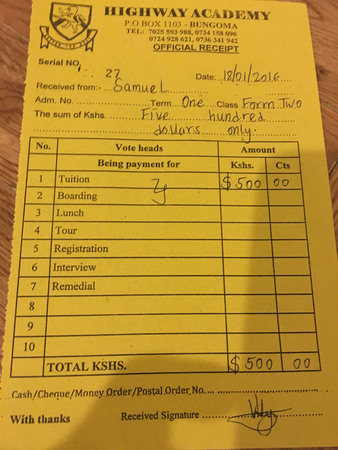 HIGHWAY ACADEMY
P.O BOX 1103 - BUNGOMA
TEL: 7025 593 988, 0734 158 096
0724 928 621, 0736 341 942
OFFICIAL RECEIPT
Serial NO. 27 Date: 18/01/2016
Received from:- Samuel
Adm. No. Term One Class Form Two
The sum of Kshs. Five hundred
dollars only.
No. Vote heads Amount
Being payment for Kshs. Cts
1 Tuition $500 00
2 Boarding
3 Lunch
4 Tour
5 Registration
6 Interview
7 Remedial
8
9
10
TOTAL KSHS. $500 00
Cash/Cheque/Money Order/Postal Order No.
With thanks Received Signature